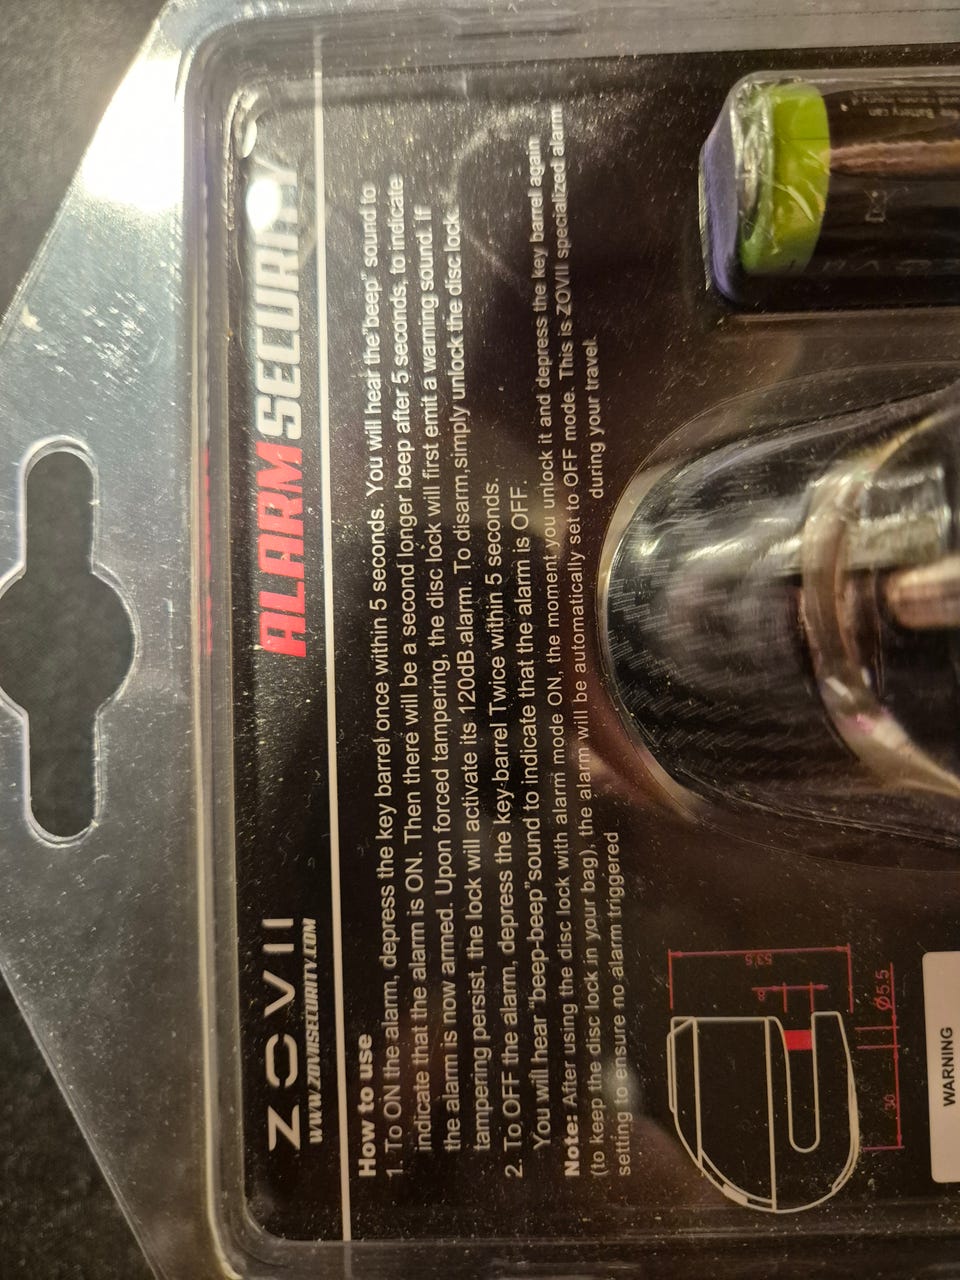 ZOVII
WWW.ZOVIISECURITY.COM
ALARM SECURITY
How to use
1. To ON the alarm, depress the key barrel once within 5 seconds. You will hear the"beep" sound to
indicate that the alarm is ON. Then there will be a second longer beep after 5 seconds, to indicate
the alarm is now armed. Upon forced tampering, the disc lock will first emit a warning sound. If
tampering persist, the lock will activate its 120dB alarm. To disarm,simply unlock the disc lock.
2. To OFF the alarm, depress the key-barrel Twice within 5 seconds.
You will hear "beep-beep"sound to indicate that the alarm is OFF.
Note: After using the disc lock with alarm mode ON, the moment you unlock it and depress the key barrel again
(to keep the disc lock in your bag), the alarm will be automatically set to OFF mode. This is ZOVII specialized alarm
setting to ensure no alarm triggered during your travel.
53.5
8
Ø5.5
30
WARNING